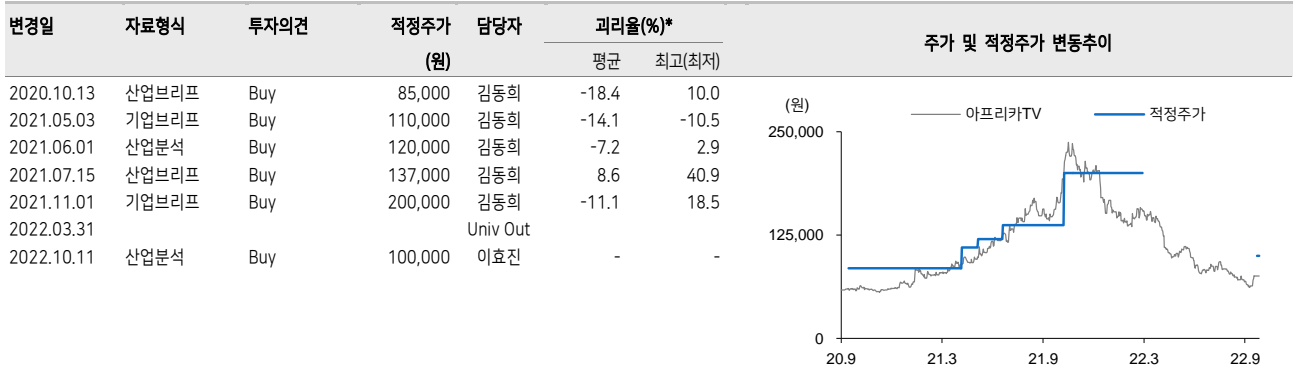 변경일 자료형식 투자의견 적정주가 담당자 괴리율(%)*
(원) 평균 최고(최저)
2020.10.13 산업브리프 Buy 85,000 김동희 -18.4 10.0
2021.05.03 기업브리프 Buy 110,000 김동희 -14.1 -10.5
2021.06.01 산업분석 Buy 120,000 김동희 -7.2 2.9
2021.07.15 산업브리프 Buy 137,000 김동희 8.6 40.9
2021.11.01 기업브리프 Buy 200,000 김동희 -11.1 18.5
2022.03.31 Univ Out
2022.10.11 산업분석 Buy 100,000 이효진 - -
주가 및 적정주가 변동추이
(원) 아프리카TV 적정주가
250,000
125,000
0
20.9 21.3 21.9 22.3 22.9